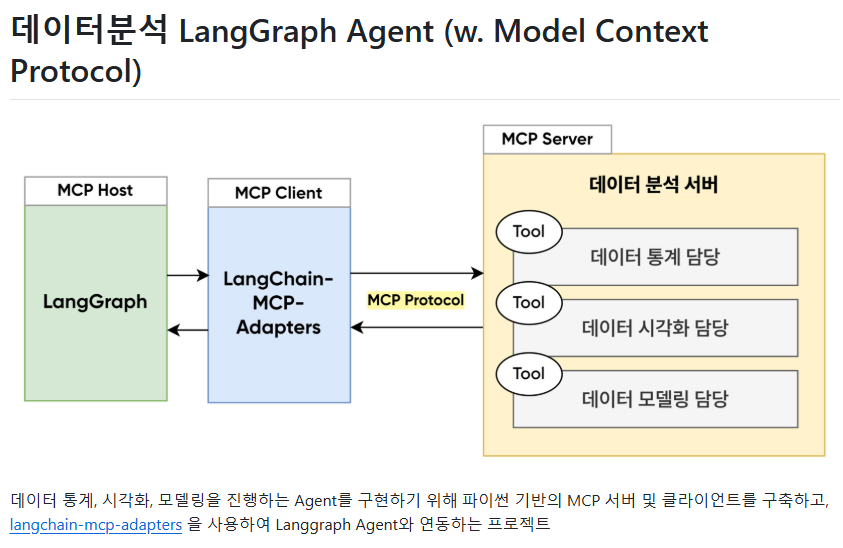 데이터분석 LangGraph Agent (w. Model Context
Protocol)
MCP Server
데이터 분석 서버
MCP Host
MCP Client
Tool
데이터 통계 담당
LangGraph
LangChain-
MCP-
Adapters
MCP Protocol
Tool
데이터 시각화 담당
Tool
데이터 모델링 담당
데이터 통계, 시각화, 모델링을 진행하는 Agent를 구현하기 위해 파이썬 기반의 MCP 서버 및 클라이언트를 구축하고,
langchain-mcp-adapters 을 사용하여 Langgraph Agent와 연동하는 프로젝트